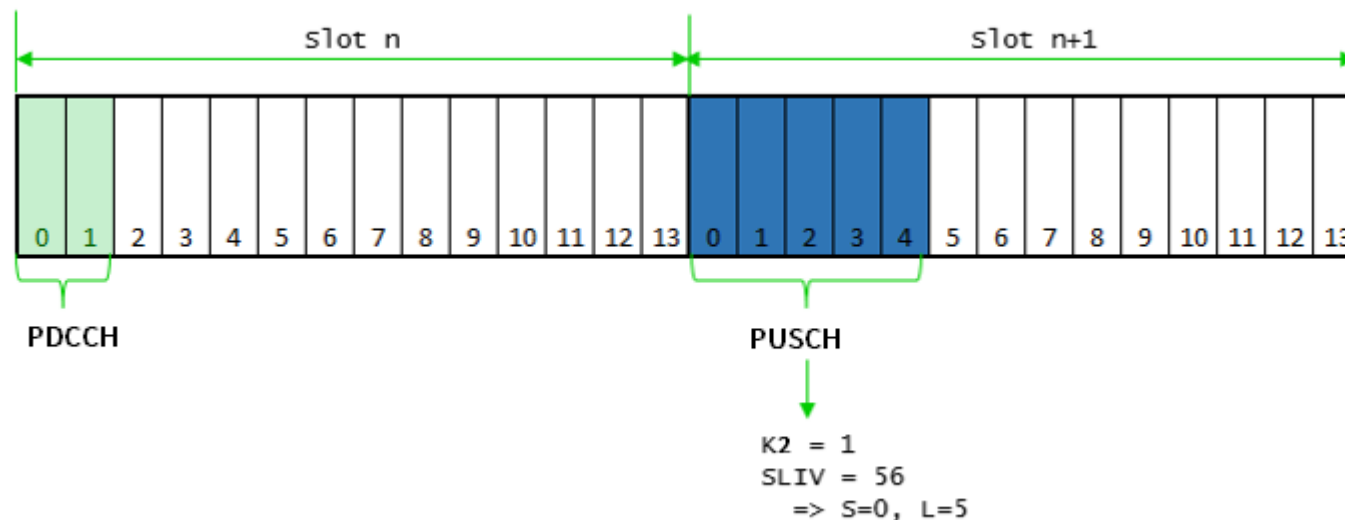 Slot n Slot n+1
0 1 2 3 4 5 6 7 8 9 10 11 12 13 0 1 2 3 4 5 6 7 8 9 10 11 12 13
PDCCH PUSCH
K2 = 1
SLIV = 56
=> S=0, L=5